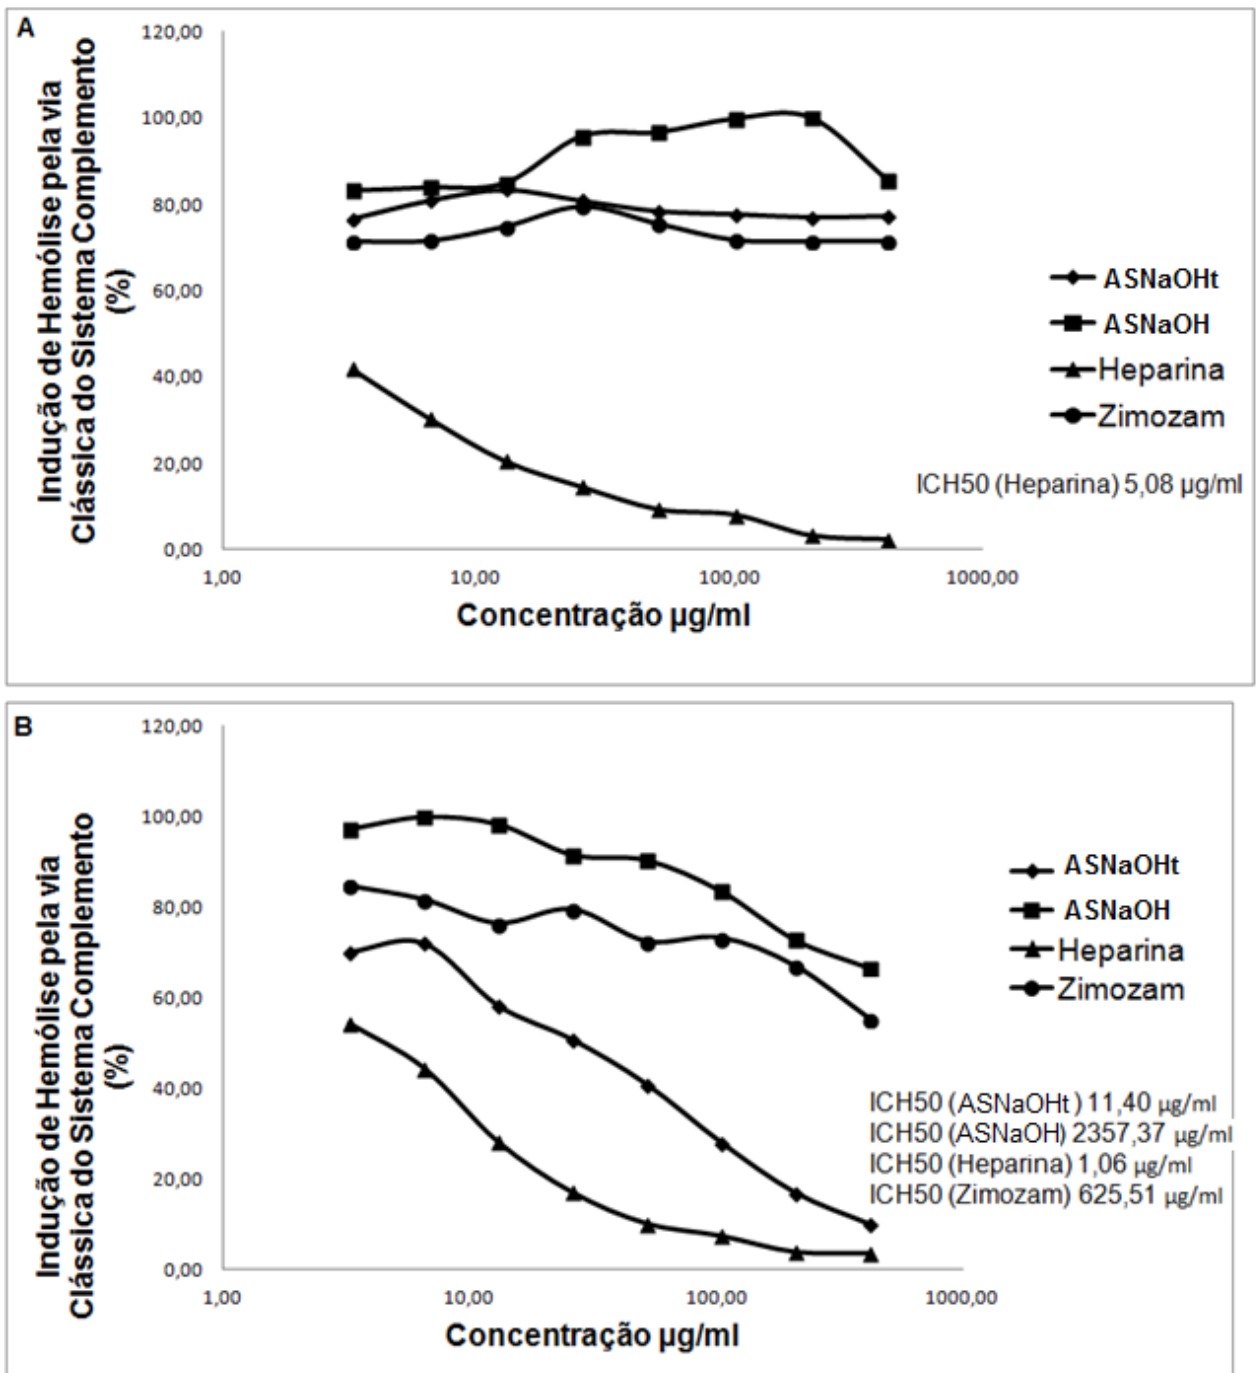 A
Indução de Hemólise pela via
Clássica do Sistema Complemento
(%)
120,00
100,00
80,00
60,00
40,00
20,00
0,00
1,00 10,00 100,00 1000,00
Concentração µg/ml
ASNaOHt
ASNaOH
Heparina
Zimozam
ICH50 (Heparina) 5,08 µg/ml
B
Indução de Hemólise pela via
Clássica do Sistema Complemento
(%)
120,00
100,00
80,00
60,00
40,00
20,00
0,00
1,00 10,00 100,00 1000,00
Concentração µg/ml
ASNaOHt
ASNaOH
Heparina
Zimozam
ICH50 (ASNaOHt) 11,40 µg/ml
ICH50 (ASNaOH) 2357,37 µg/ml
ICH50 (Heparina) 1,06 µg/ml
ICH50 (Zimozam) 625,51 µg/ml